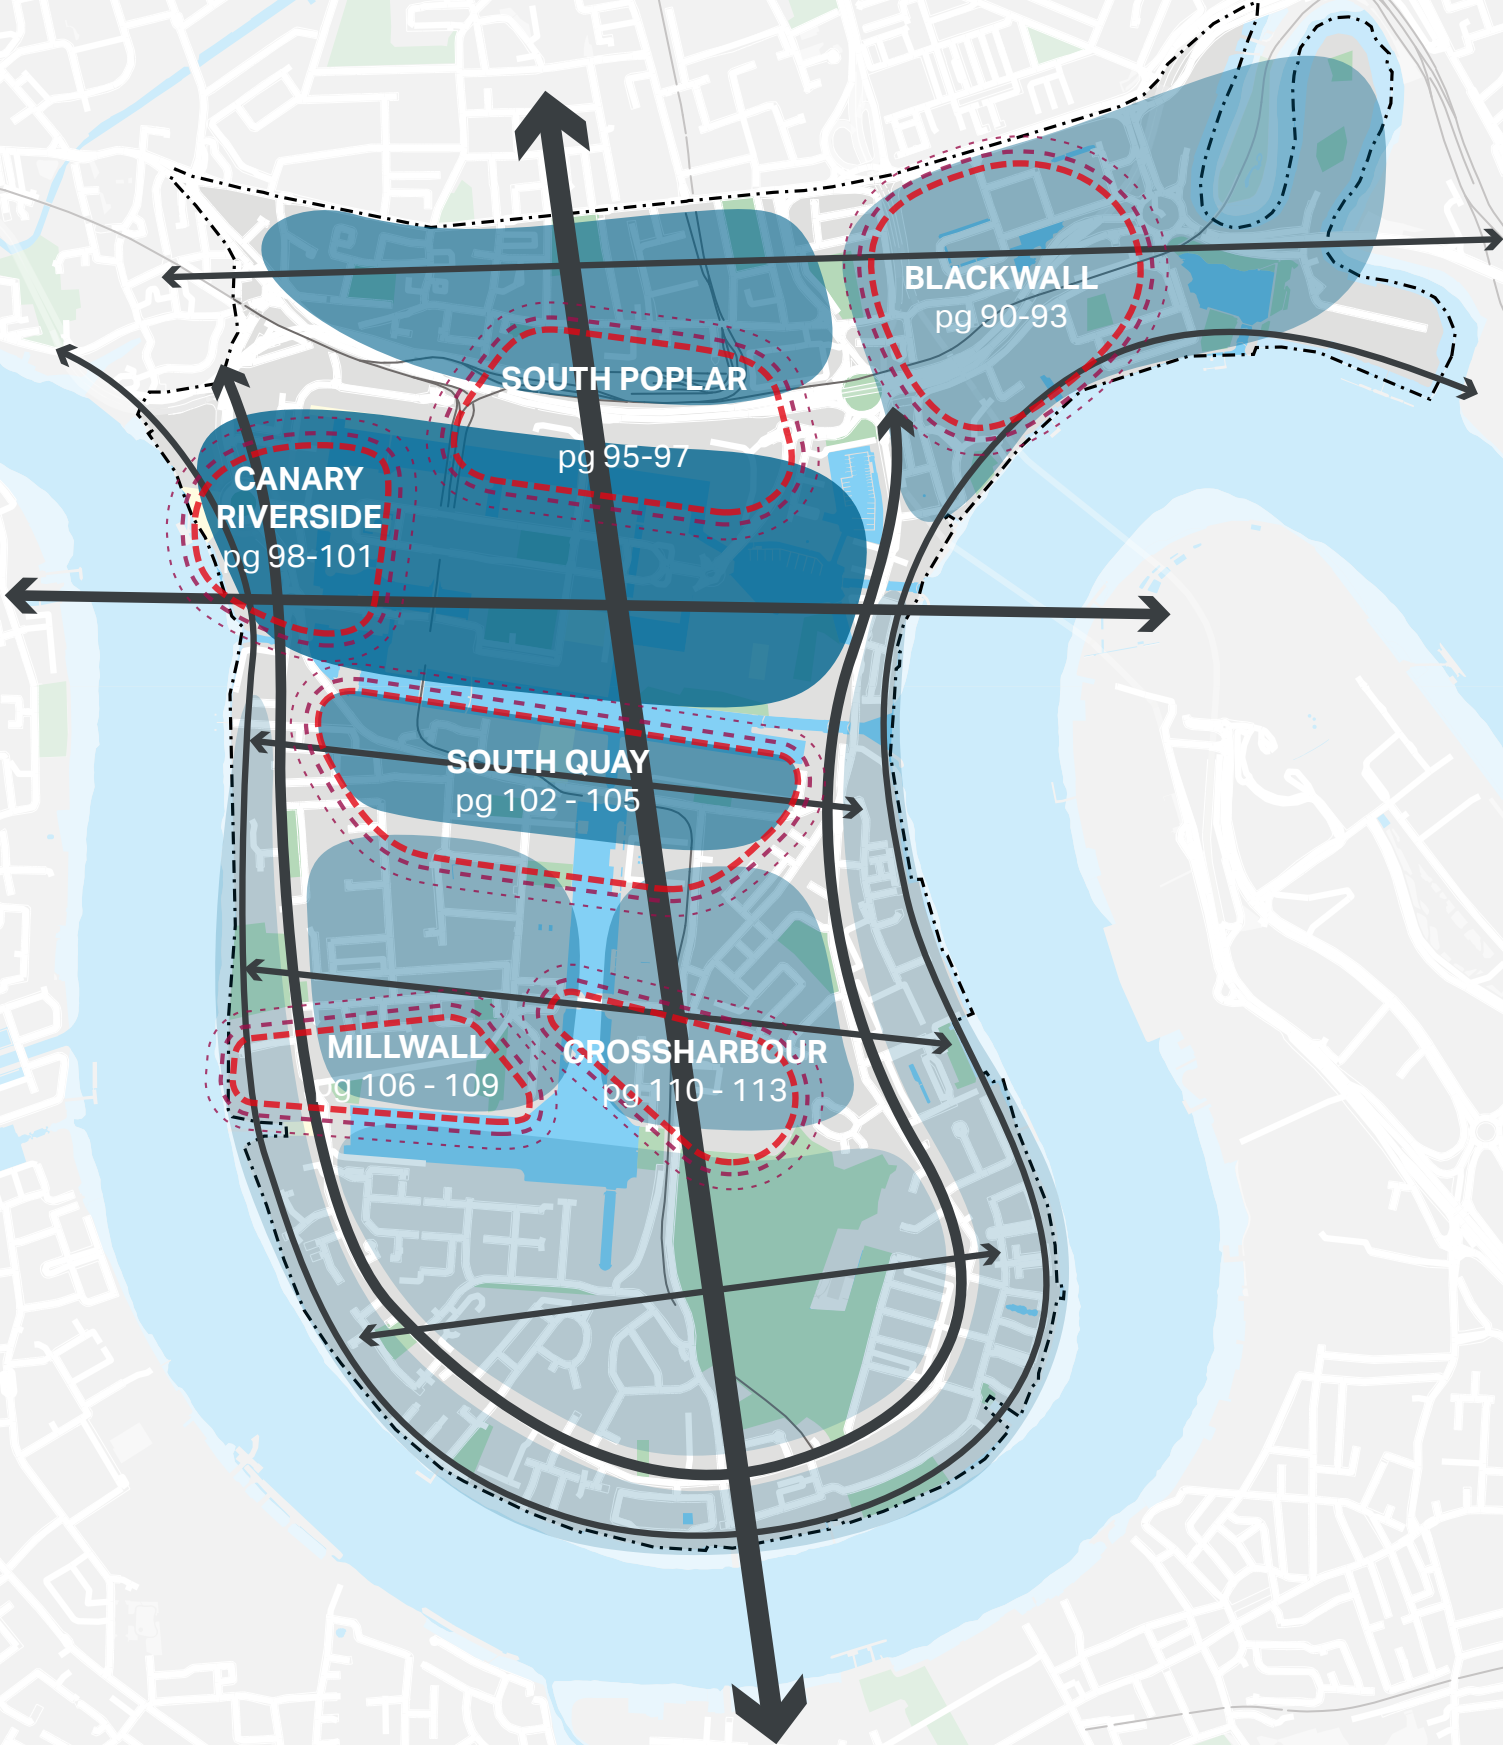 BLACKWALL
pg 90-93
SOUTH POPLAR
pg 95-97
CANARY
RIVERSIDE
pg 98-101
SOUTH QUAY
pg 102 - 105
MILLWALL
pg 106 - 109
CROSSHARBOUR
pg 110 - 113